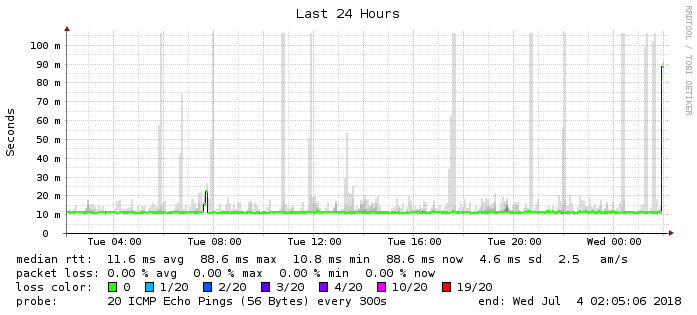 Last 24 Hours
RRDTOOL / TOBI OETIKER
Seconds
100 m
90 m
80 m
70 m
60 m
50 m
40 m
30 m
20 m
10 m
0
Tue 04:00 Tue 08:00 Tue 12:00 Tue 16:00 Tue 20:00 Wed 00:00
median rtt: 11.6 ms avg 88.6 ms max 10.8 ms min 88.6 ms now 4.6 ms sd 2.5 am/s
packet loss: 0.00 % avg 0.00 % max 0.00 % min 0.00 % now
loss color: 0 1/20 2/20 3/20 4/20 10/20 19/20
probe: 20 ICMP Echo Pings (56 Bytes) every 300s end: Wed Jul 4 02:05:06 2018